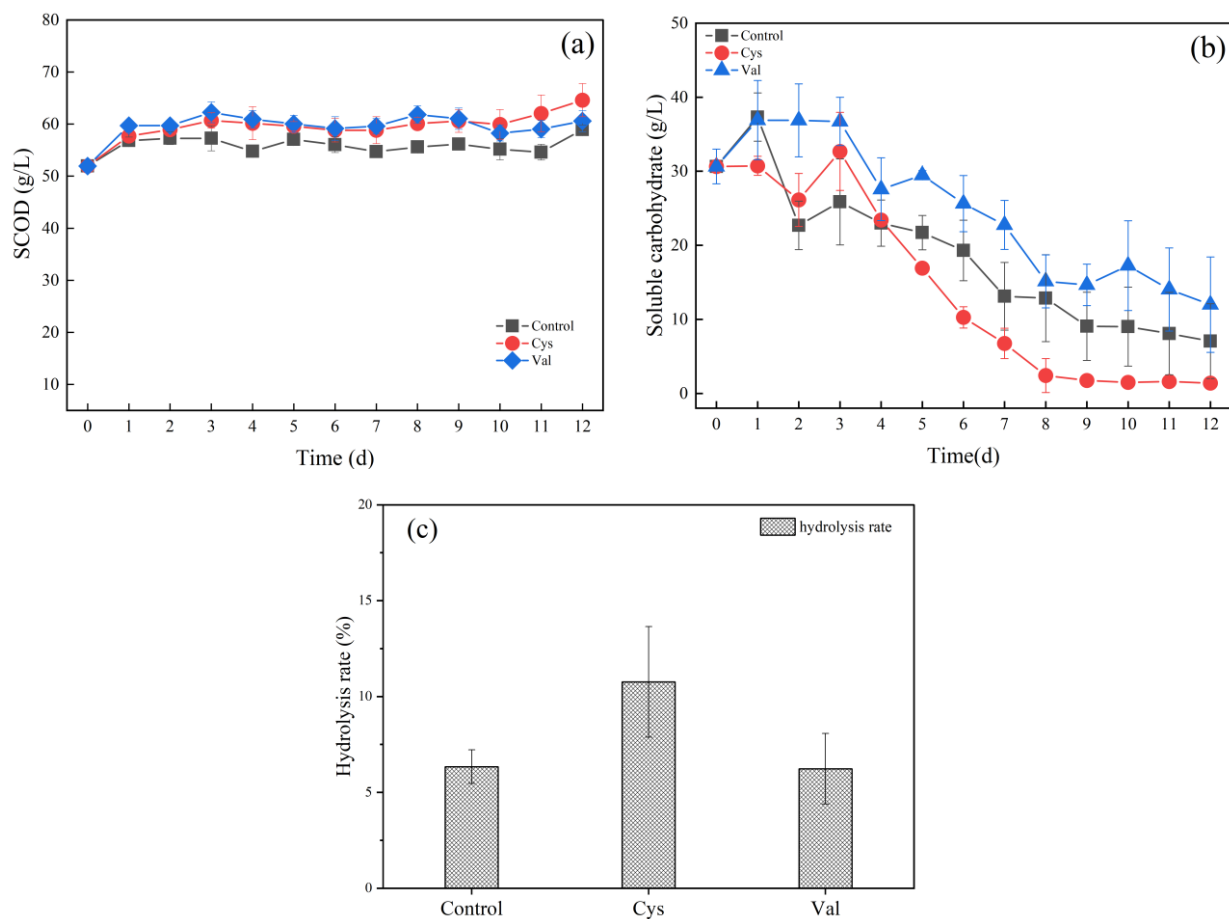 (a)
80
70
60
50
40
30
20
10
SCOD (g/L)
Control
Cys
Val
0 1 2 3 4 5 6 7 8 9 10 11 12
Time (d)
(b)
50
40
30
20
10
0
Soluble carbohydrate (g/L)
Control
Cys
Val
0 1 2 3 4 5 6 7 8 9 10 11 12
Time(d)
(c)
hydrolysis rate
20
15
10
5
0
Hydrolysis rate (%)
Control Cys Val